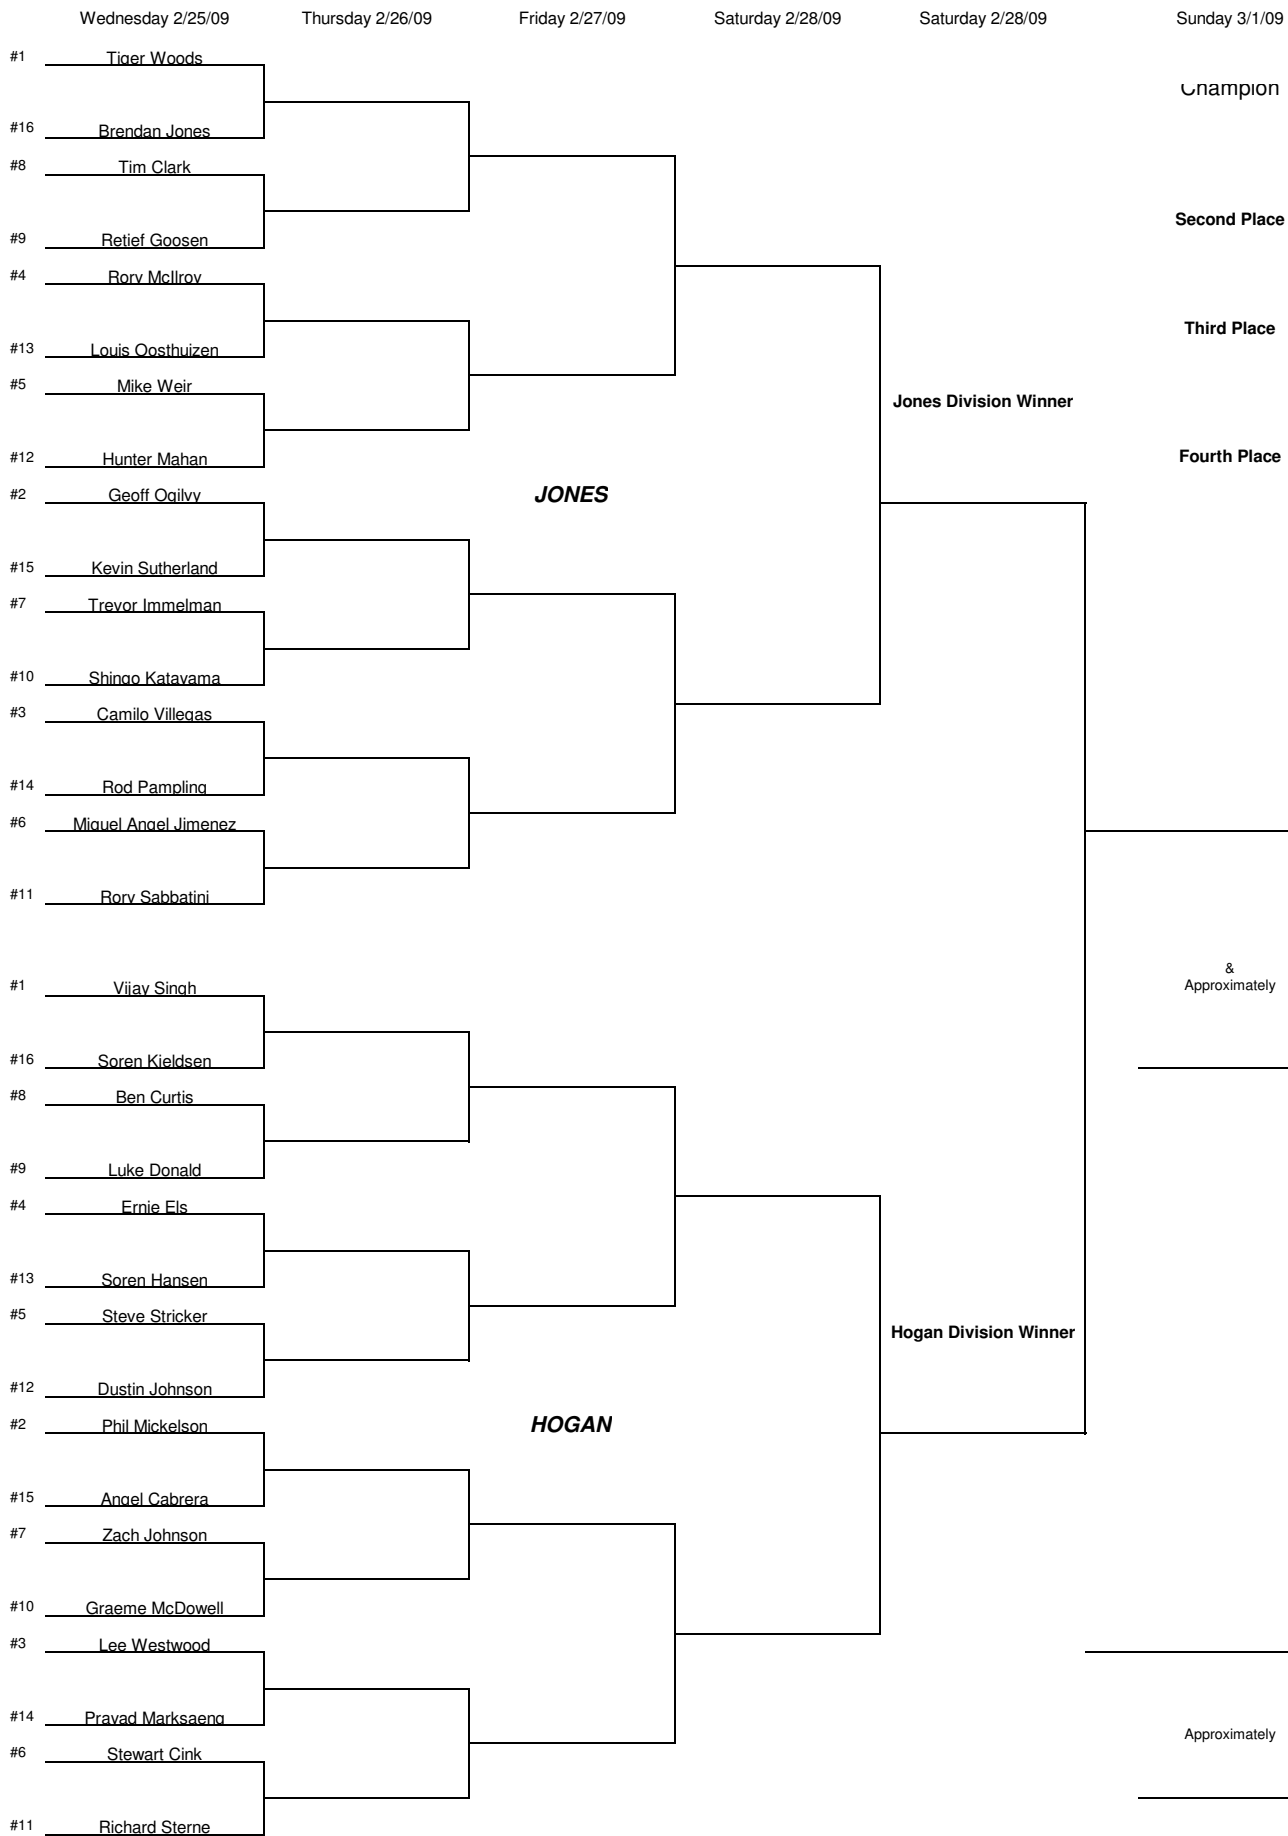 Wednesday 2/25/09 Thursday 2/26/09 Friday 2/27/09 Saturday 2/28/09 Saturday 2/28/09 Sunday 3/1/09
#1 Tiger Woods
Champion
#16 Brendan Jones
#8 Tim Clark
Second Place
#9 Retief Goosen
#4 Rory McIlroy
Third Place
#13 Louis Oosthuizen
#5 Mike Weir
Jones Division Winner
#12 Hunter Mahan
Fourth Place
#2 Geoff Ogilvy
JONES
#15 Kevin Sutherland
#7 Trevor Immelman
#10 Shingo Katayama
#3 Camilo Villegas
#14 Rod Pampling
#6 Miguel Angel Jimenez
#11 Rory Sabbatini
&
Approximately
#1 Vijay Singh
#16 Soren Kjeldsen
#8 Ben Curtis
#9 Luke Donald
#4 Ernie Els
#13 Soren Hansen
#5 Steve Stricker
Hogan Division Winner
#12 Dustin Johnson
#2 Phil Mickelson
HOGAN
#15 Angel Cabrera
#7 Zach Johnson
#10 Graeme McDowell
#3 Lee Westwood
#14 Prayad Marksaeng
Approximately
#6 Stewart Cink
#11 Richard Sterne